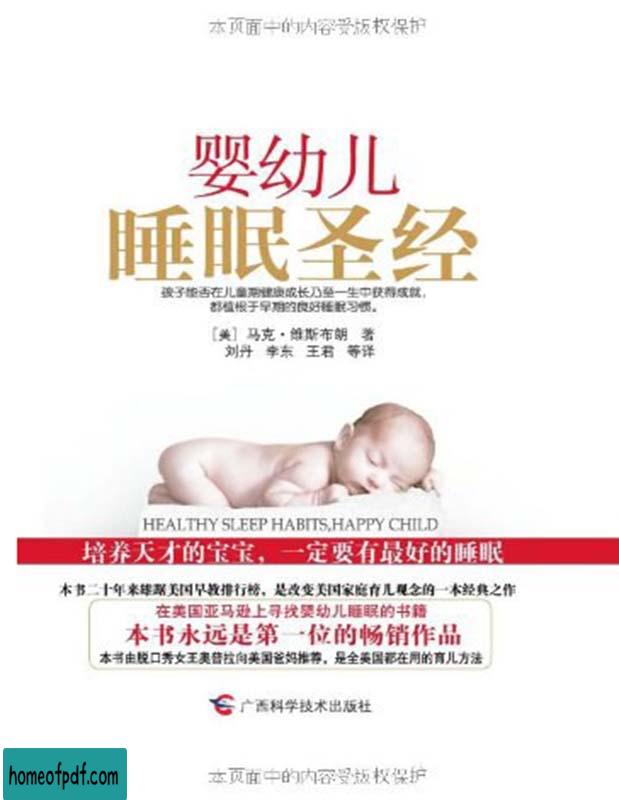 本页面中的内容受版权保护
婴幼儿
睡眠圣经
孩子能否在儿童期健康成长乃至一生中获得成就，
都植根于早期的良好睡眠习惯。
［美］马克·维斯布朗 著
刘丹 李东 王君 等译
HEALTHY SLEEP HABITS,HAPPY CHILD
培养天才的宝宝，一定要有最好的睡眠
本书二十年来雄踞美国早教排行榜，是改变美国家庭育儿观念的一本经典之作
在美国亚马逊上寻找婴幼儿睡眠的书籍
本书永远是第一位的畅销作品
本书由脱口秀女王奥普拉向美国爸妈推荐，是全美国都在用的育儿方法
广西科学技术出版社
homeofpdf.com
本页面中的内容受版权保护